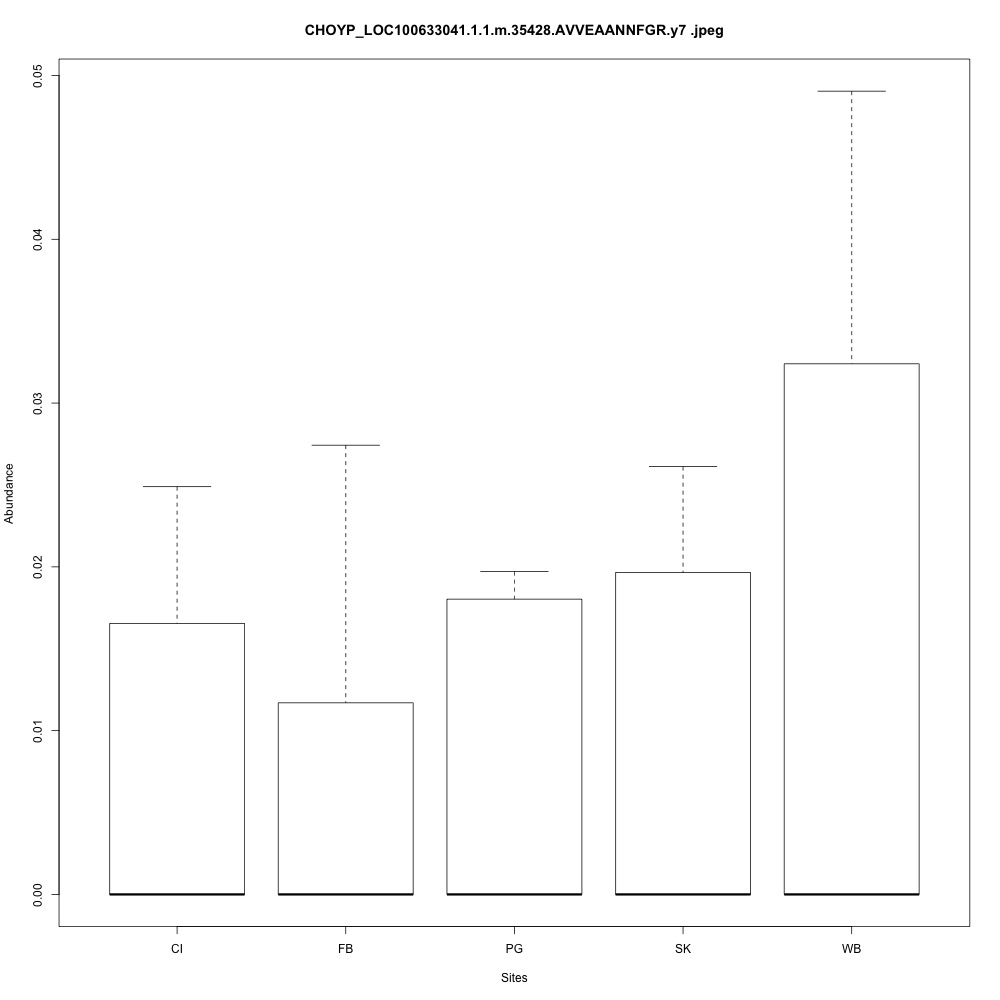 CHOYP_LOC100633041.1.1.m.35428.AVVEAANNFGR.y7 .jpeg
0.05
0.04
0.03
0.02
0.01
0.00
Abundance
CI FB PG SK WB
Sites